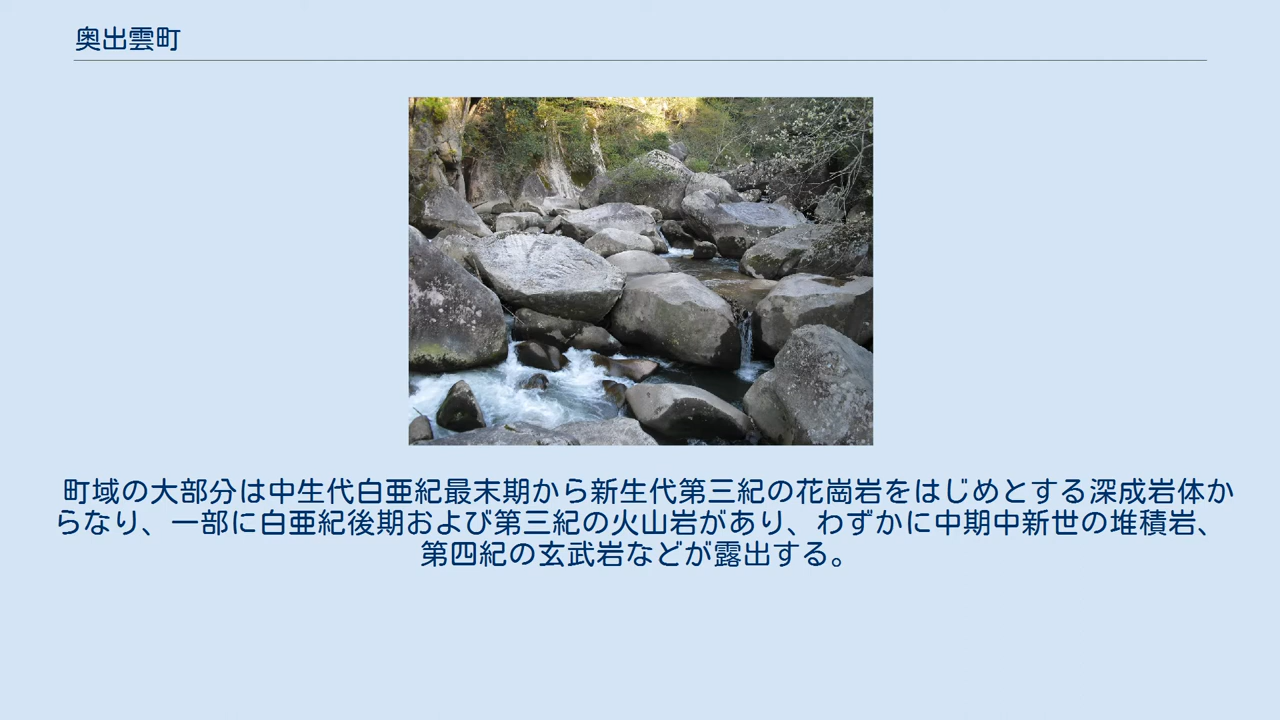 奥出雲町
町域の大部分は中生代白亜紀最末期から新生代第三紀の花崗岩をはじめとする深成岩体か
らなり、一部に白亜紀後期および第三紀の火山岩があり、わずかに中期中新世の堆積岩、
第四紀の玄武岩などが露出する。